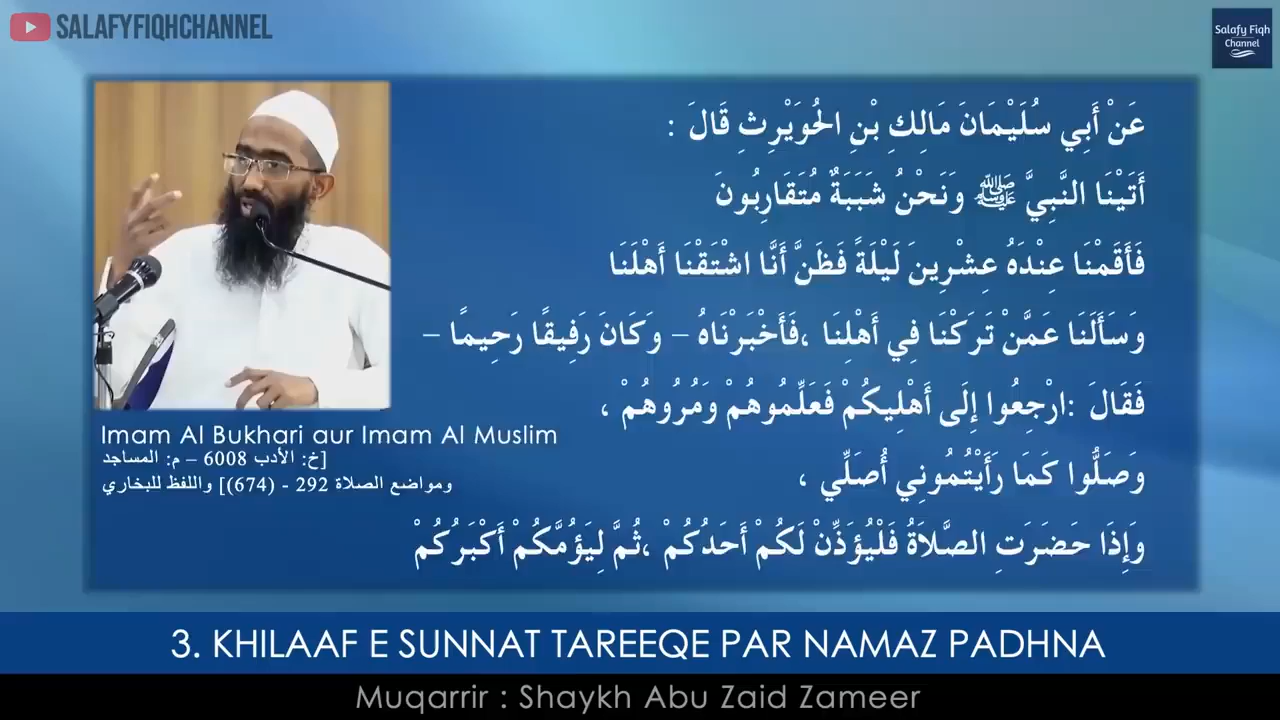 SALAFYFIQHCHANNEL
Salafy Fiqh
Channel
عَنْ أَبِي سُلَيْمَانَ مَالِكِ بْنِ الْحُوَيْرِثِ قَالَ :
أَتَيْنَا النَّبِيَّ ﷺ وَنَحْنُ شَبَبَةٌ مُتَقَارِبُونَ
فَأَقَمْنَا عِنْدَهُ عِشْرِينَ لَيْلَةً فَظَنَّ أَنَّا اشْتَقْنَا أَهْلَنَا
وَسَأَلَنَا عَمَّنْ تَرَكْنَا فِي أَهْلِنَا ،فَأَخْبَرْنَاهُ – وَكَانَ رَفِيقًا رَحِيمًا –
فَقَالَ :ارْجِعُوا إِلَى أَهْلِيكُمْ فَعَلِّمُوهُمْ وَمُرُوهُمْ ،
وَصَلُّوا كَمَا رَأَيْتُمُونِي أُصَلِّي ،
وَإِذَا حَضَرَتِ الصَّلَاةُ فَلْيُؤَذِّنْ لَكُمْ أَحَدُكُمْ ،ثُمَّ لِيَؤُمَّكُمْ أَكْبَرُكُمْ
Imam Al Bukhari aur Imam Al Muslim
[خ: الأدب 6008 – م: المساجد
ومواضع الصلاة 292 - (674)] واللفظ للبخاري
3. KHILAAF E SUNNAT TAREEQE PAR NAMAZ PADHNA
Muqarrir : Shaykh Abu Zaid Zameer